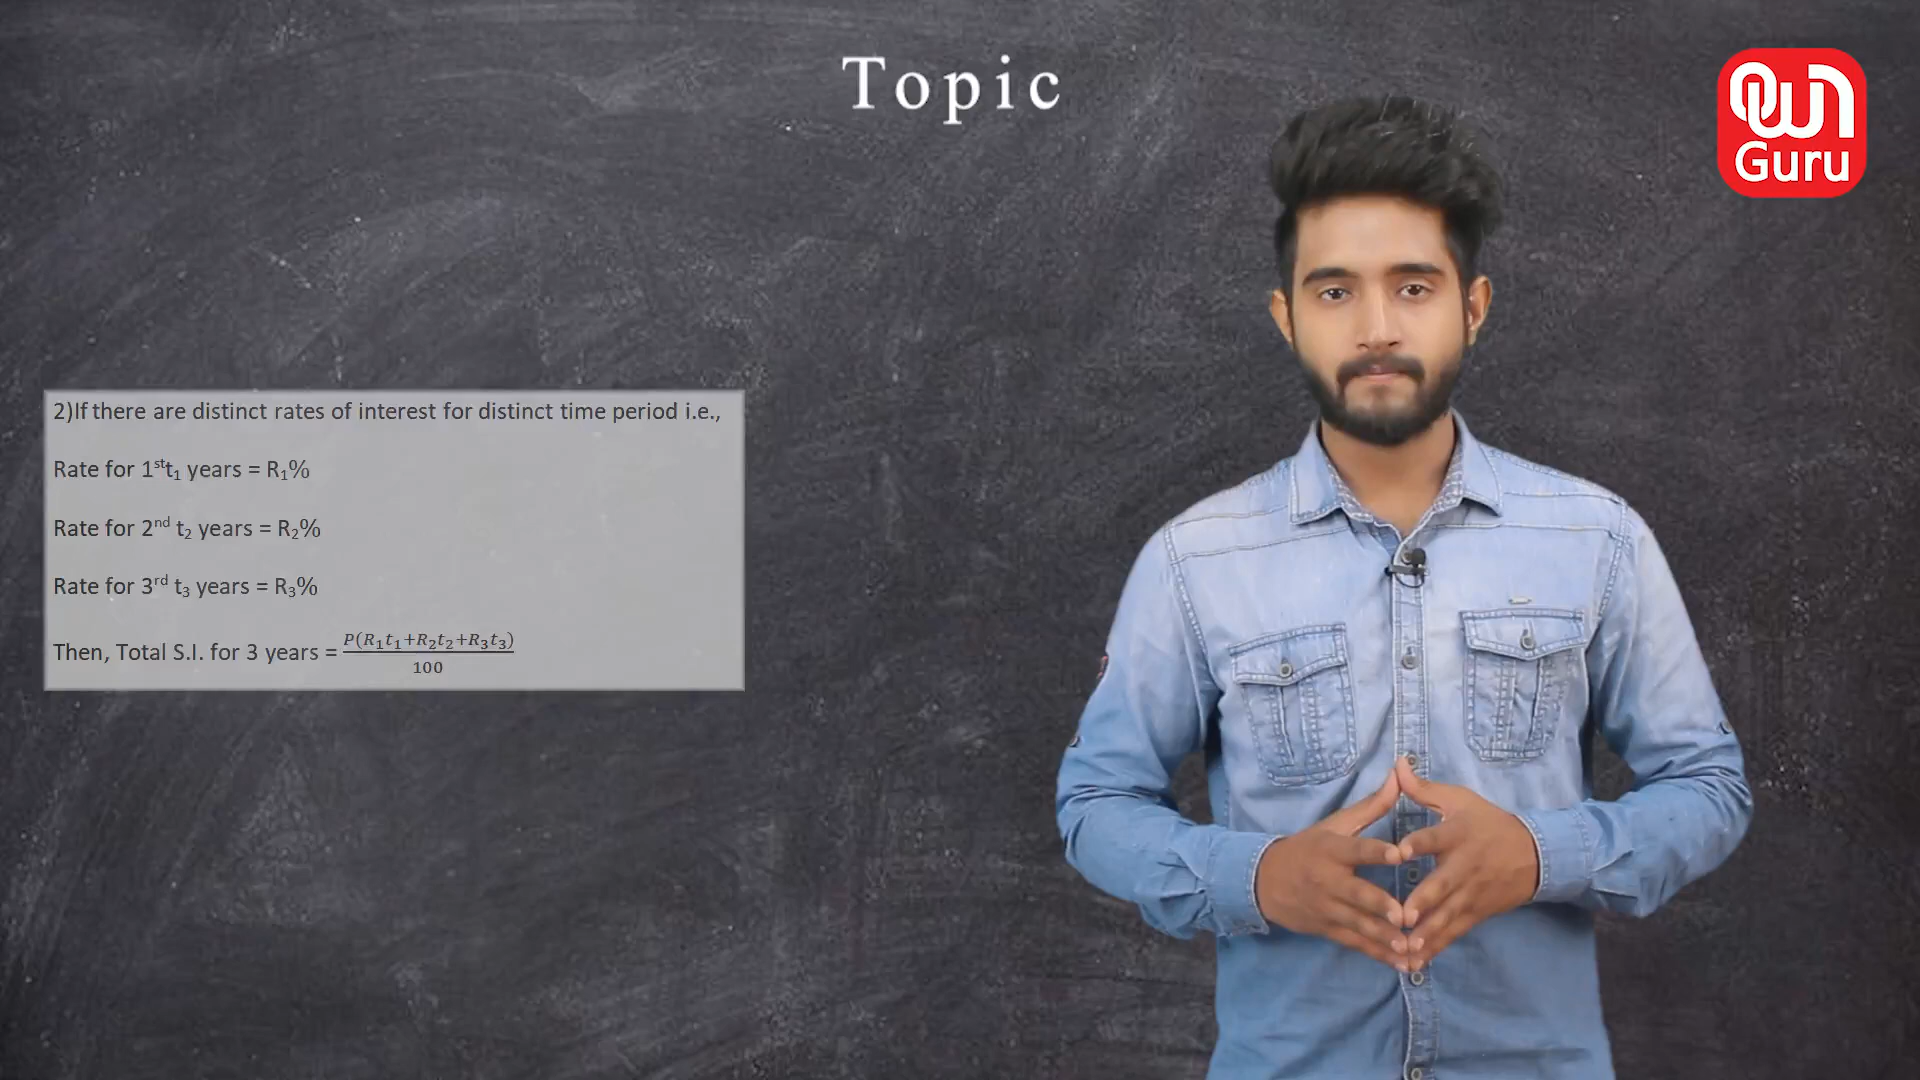 Topic
own
Guru
2)If there are distinct rates of interest for distinct time period i.e.,
Rate for 1ˢᵗt₁ years = R₁%
Rate for 2ⁿᵈ t₂ years = R₂%
Rate for 3ʳᵈ t₃ years = R₃%
Then, Total S.I. for 3 years = P(R₁t₁+R₂t₂+R₃t₃)/100